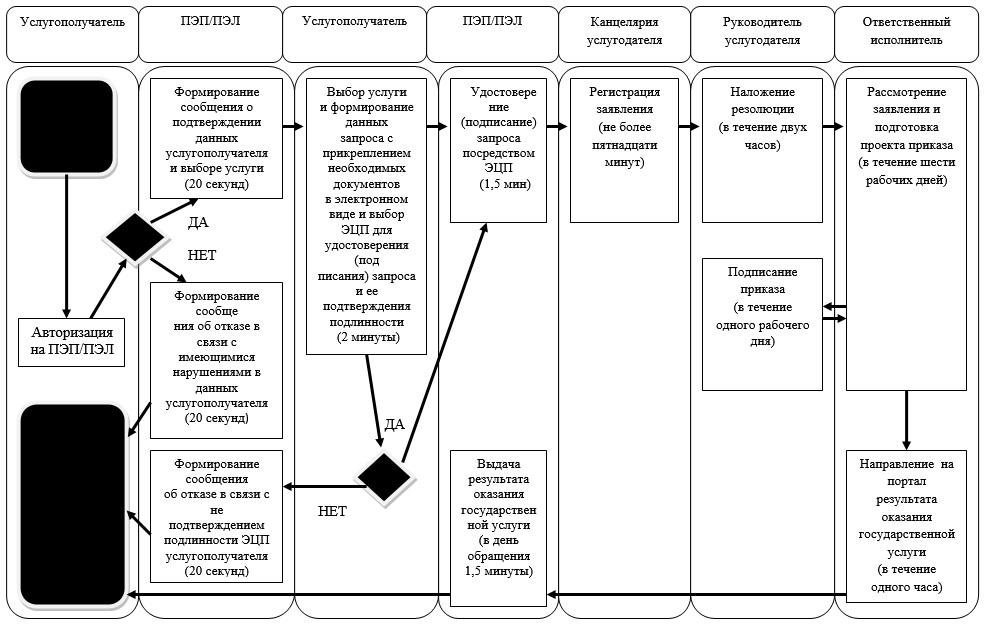 Услугополучатель
ПЭП/ПЭЛ
Услугополучатель
ПЭП/ПЭЛ
Канцелярия
услугодателя
Руководитель
услугодателя
Ответственный
исполнитель
Авторизация
на ПЭП/ПЭЛ
Формирование
сообщения о
подтверждении
данных
услугополучателя
и выборе услуги
(20 секунд)
ДА
НЕТ
Формирование
сообще
ния об отказе в
связи с
имеющимися
нарушениями в
данных
услугополучателя
(20 секунд)
Формирование
сообщения
об отказе в связи с
не
подтверждением
подлинности ЭЦП
услугополучателя
(20 секунд)
Выбор услуги
и формирование
данных
запроса с
прикреплением
необходимых
документов
в электронном
виде и выбор
ЭЦП для
удостоверения
(под
писания) запроса
и ее
подтверждения
подлинности
(2 минуты)
ДА
НЕТ
Удостовере
ние
(подписание)
запроса
посредством
ЭЦП
(1,5 мин)
Выдача
результата
оказания
государствен
ной услуги
(в день
обращения
1,5 минуты)
Регистрация
заявления
(не более
пятнадцати
минут)
Наложение
резолюции
(в течение двух
часов)
Подписание
приказа
(в течение
одного рабочего
дня)
Рассмотрение
заявления и
подготовка
проекта приказа
(в течение шести
рабочих дней)
Направление на
портал
результата
оказания
государственной
услуги
(в течение
одного часа)